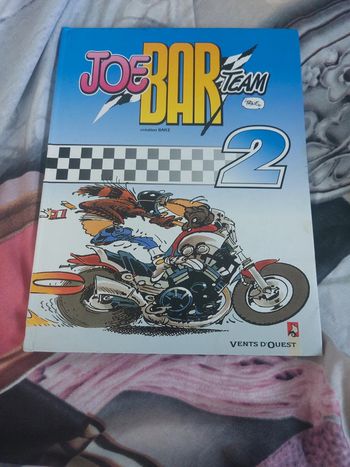 JOE BAR TEAM
création BAR2
2
VENTS D'OUEST